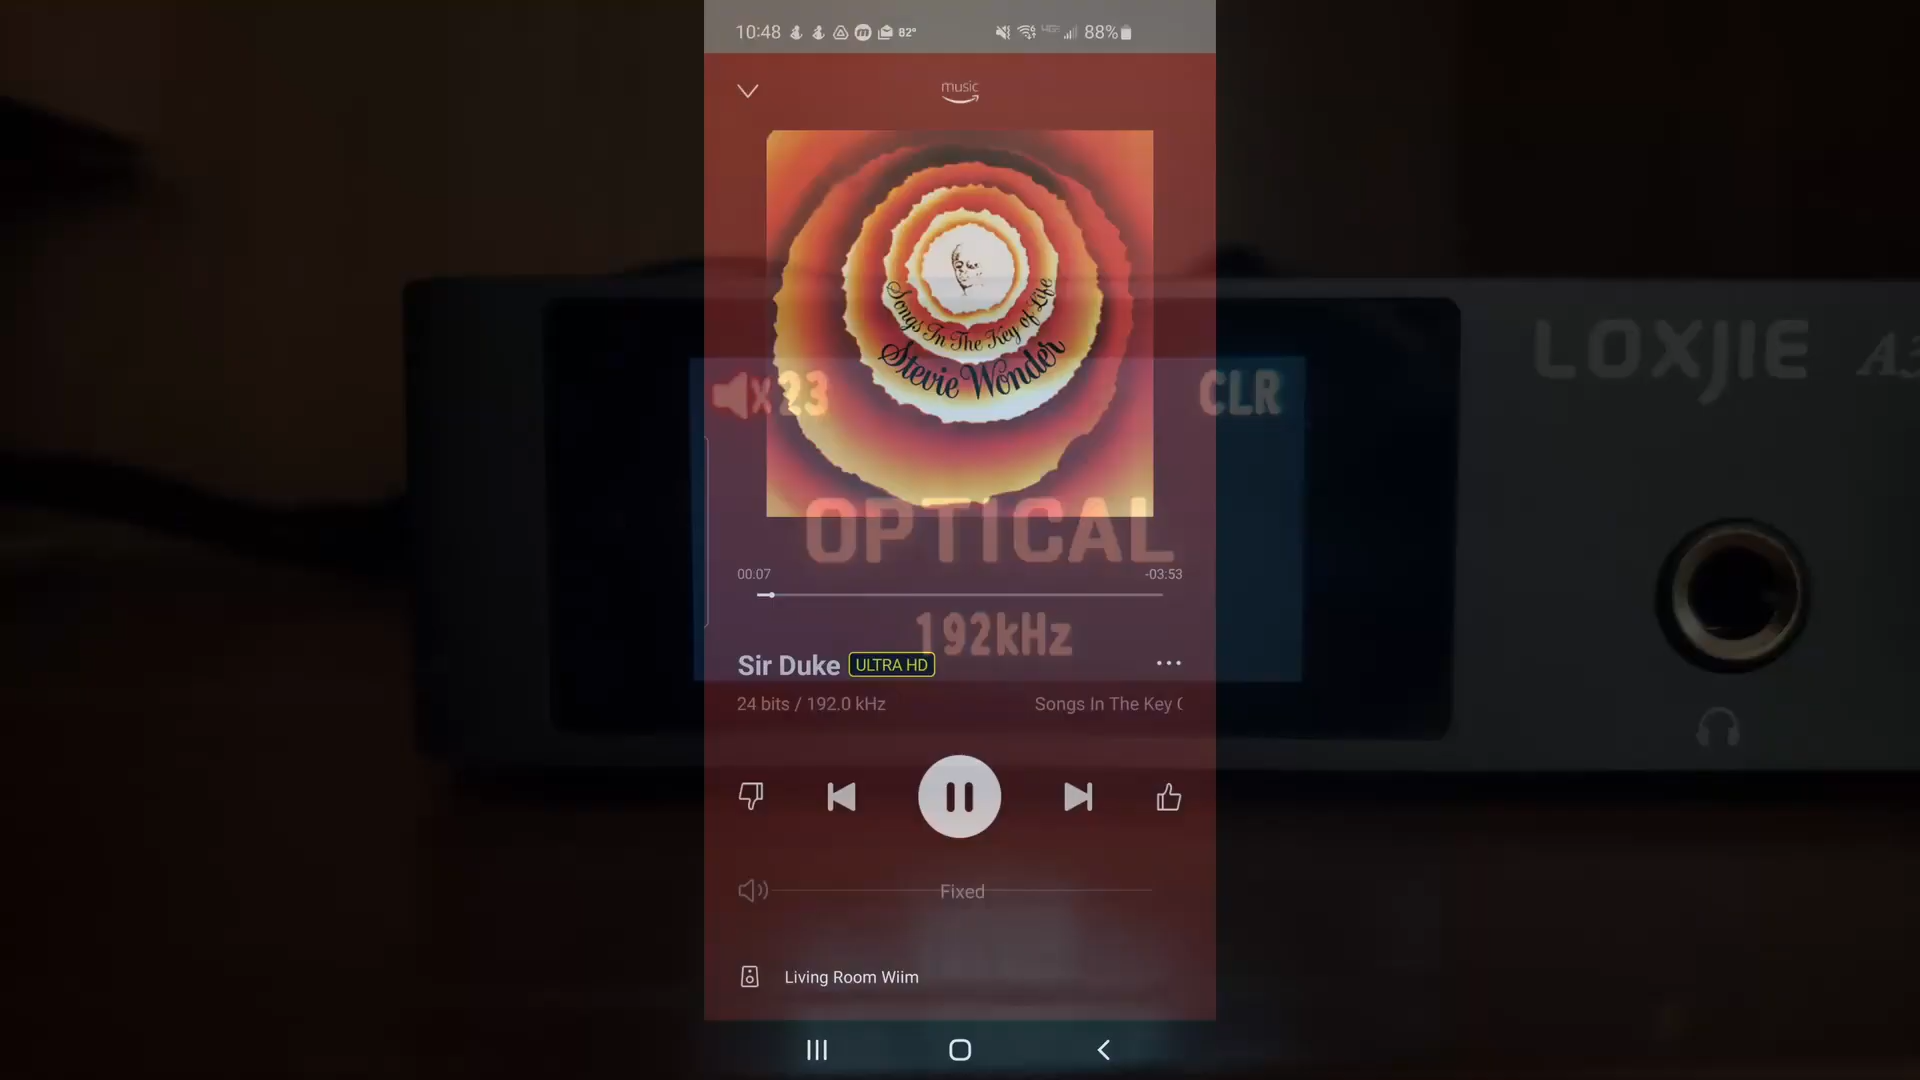 10:48 82° 88%
music
Songs In The Key of Life
Stevie Wonder
LOXJIE A3
x23 CLR
OPTICAL
00:07 -03:53
192kHz
Sir Duke ULTRA HD
24 bits / 192.0 kHz Songs In The Key
Fixed
Living Room Wiim